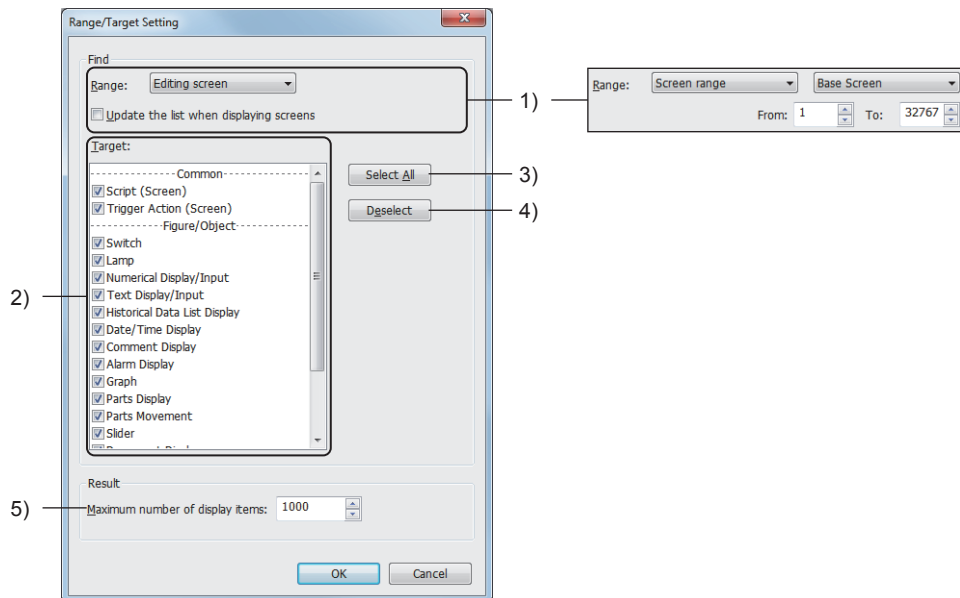 Range/Target Setting
Find
Range: Editing screen
Update the list when displaying screens
1)
Range: Screen range Base Screen
From: 1 To: 32767
Target:
Common
Script (Screen)
Trigger Action (Screen)
Figure/Object
Switch
Lamp
Numerical Display/Input
Text Display/Input
Historical Data List Display
Date/Time Display
Comment Display
Alarm Display
Graph
Parts Display
Parts Movement
Slider
2)
Select All
3)
Deselect
4)
Result
5)
Maximum number of display items: 1000
OK Cancel